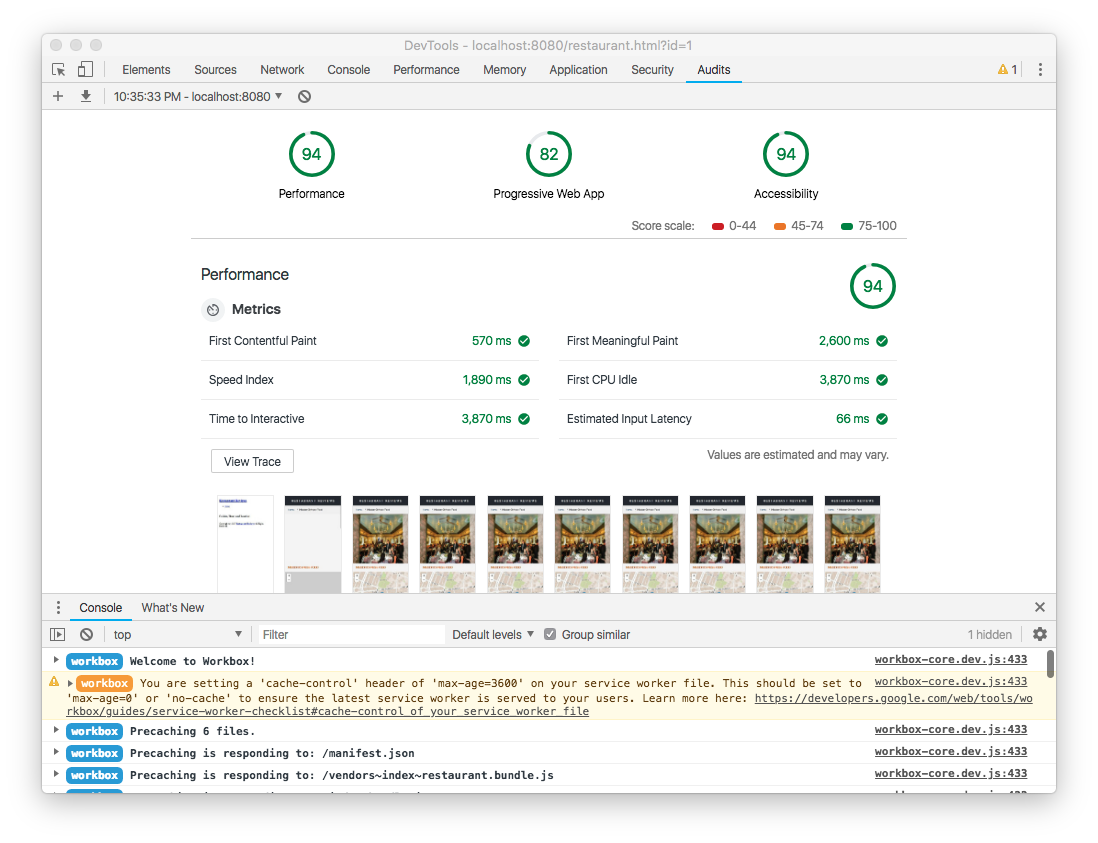 DevTools - localhost:8080/restaurant.html?id=1
Elements Sources Network Console Performance Memory Application Security Audits 1
10:35:33 PM - localhost:8080
94 82 94
Performance Progressive Web App Accessibility
Score scale: 0-44 45-74 75-100
Performance 94
Metrics
First Contentful Paint 570 ms First Meaningful Paint 2,600 ms
Speed Index 1,890 ms First CPU Idle 3,870 ms
Time to Interactive 3,870 ms Estimated Input Latency 66 ms
View Trace Values are estimated and may vary.
Console What's New
top Filter Default levels Group similar 1 hidden
workbox Welcome to Workbox! workbox-core.dev.js:433
workbox You are setting a 'cache-control' header of 'max-age=3600' on your service worker file. This should be set to workbox-core.dev.js:433
'max-age=0' or 'no-cache' to ensure the latest service worker is served to your users. Learn more here: https://developers.google.com/web/tools/wo
rkbox/guides/service-worker-checklist#cache-control_of_your_service_worker_file
workbox Precaching 6 files. workbox-core.dev.js:433
workbox Precaching is responding to: /manifest.json workbox-core.dev.js:433
workbox Precaching is responding to: /vendors~index~restaurant.bundle.js workbox-core.dev.js:433